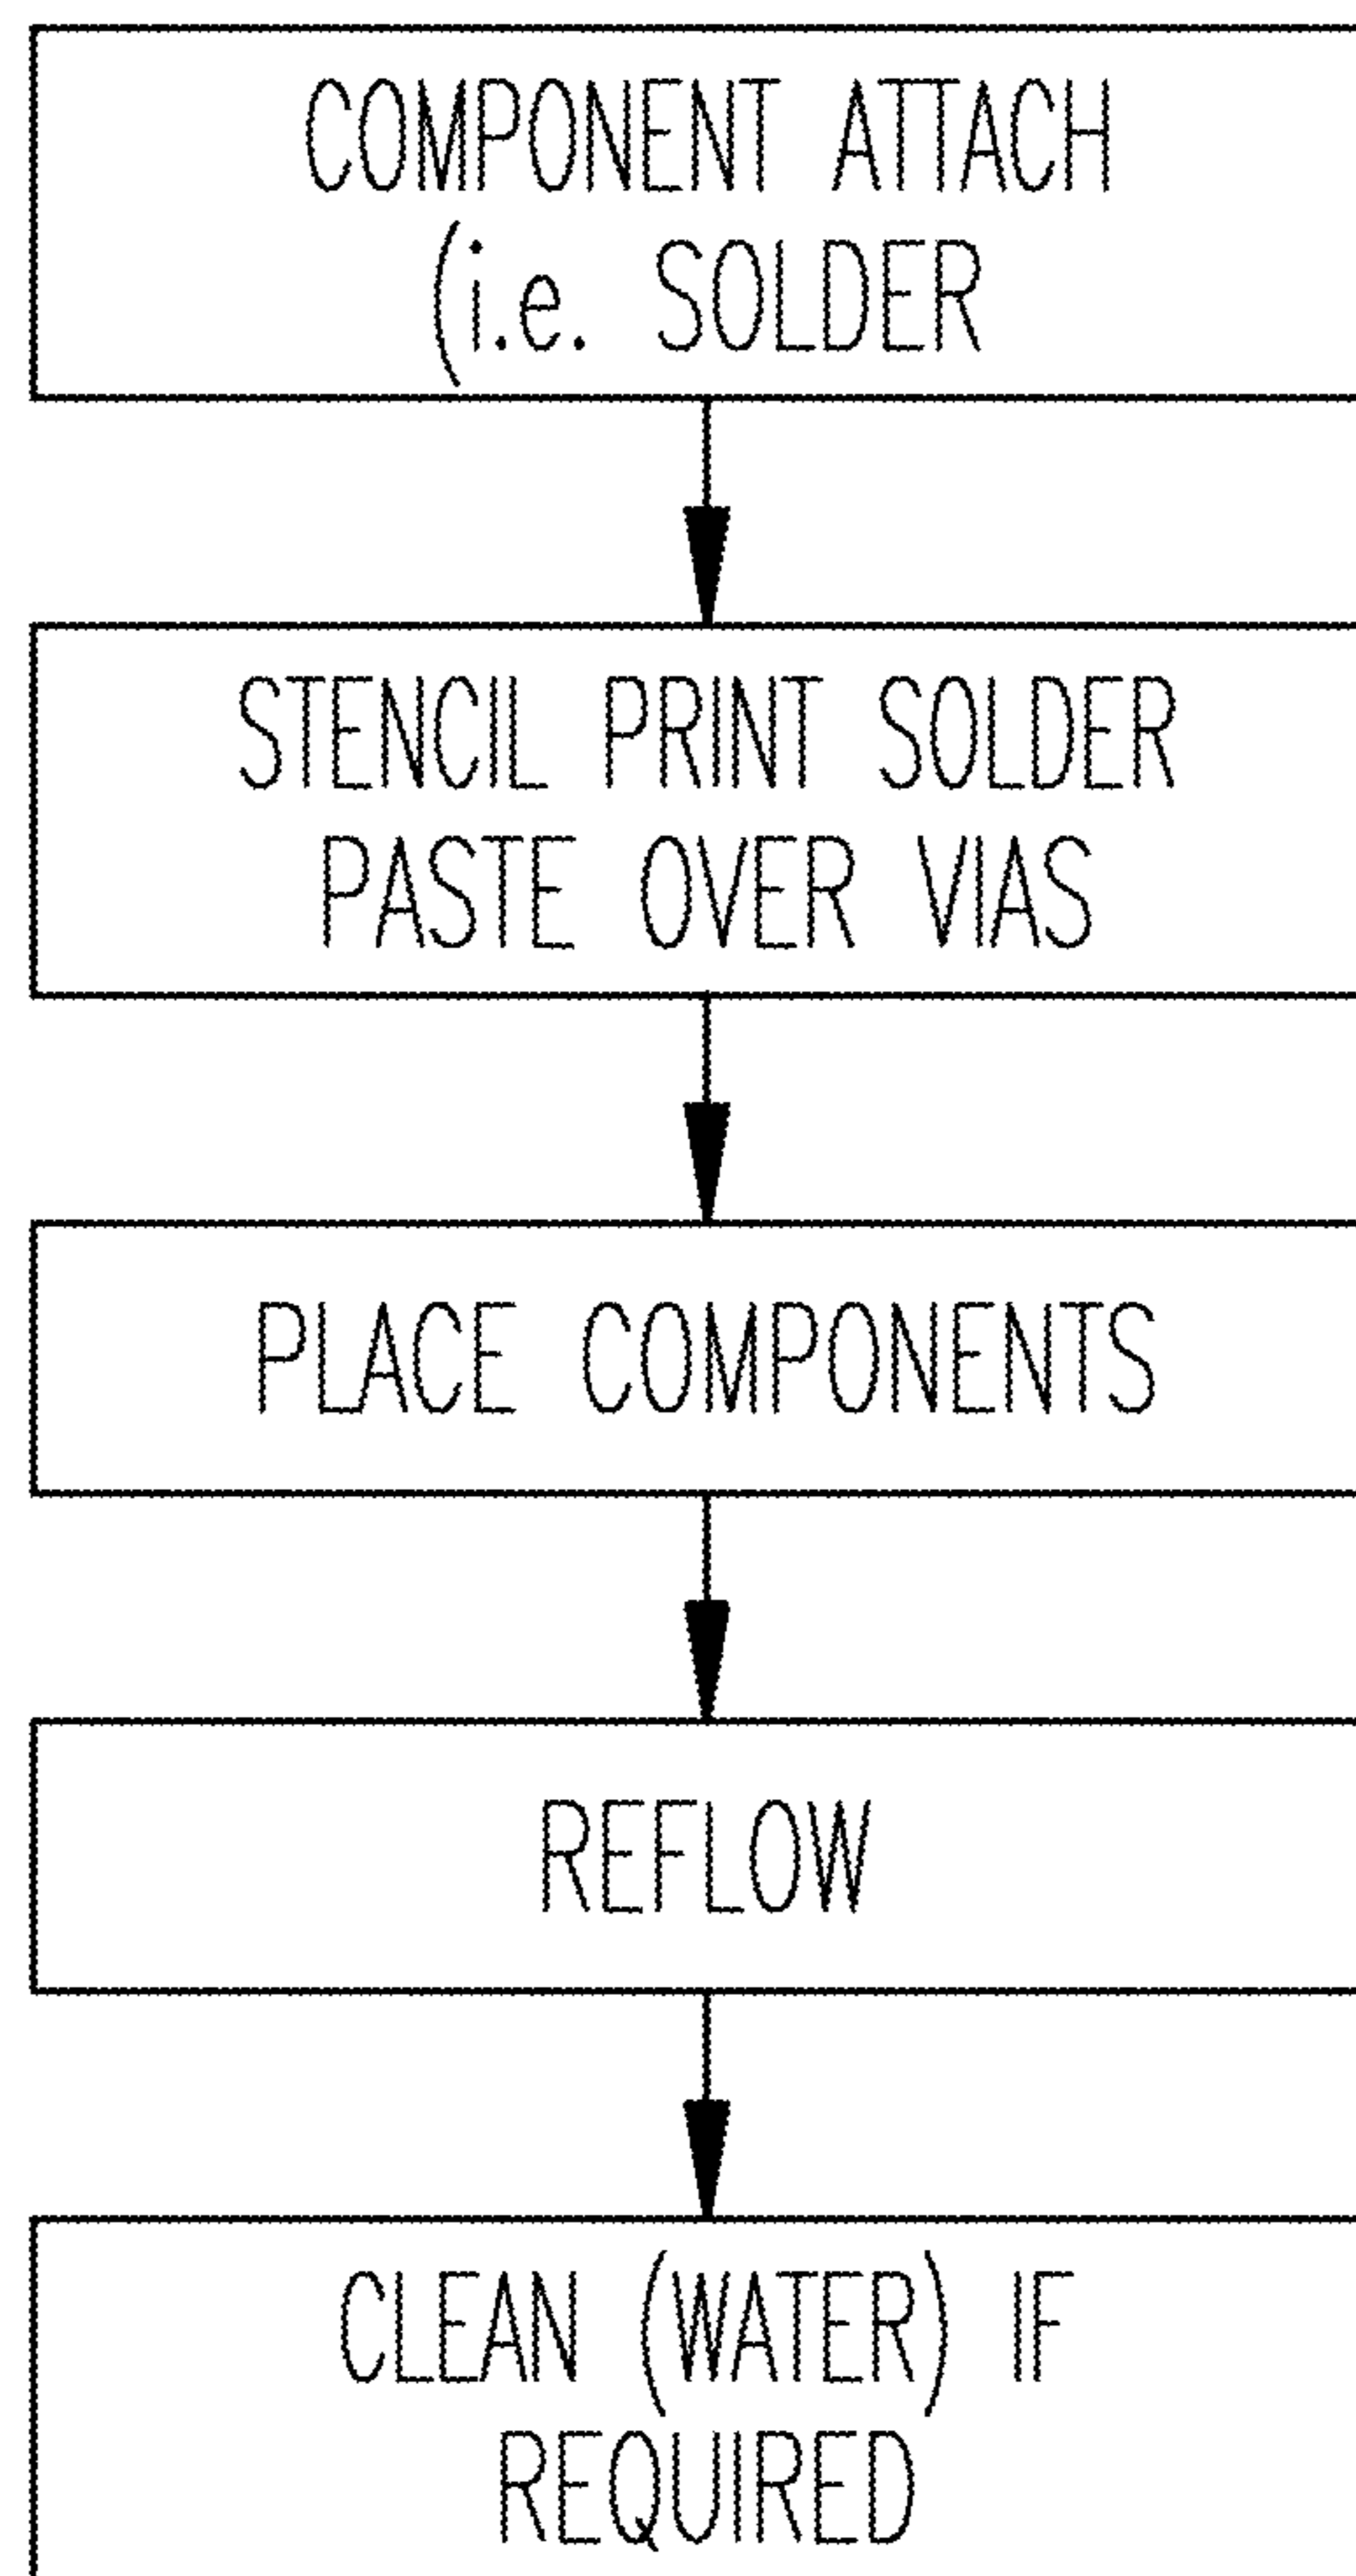 COMPONENT ATTACH
(i.e. SOLDER
STENCIL PRINT SOLDER
PASTE OVER VIAS
PLACE COMPONENTS
REFLOW
CLEAN (WATER) IF
REQUIRED